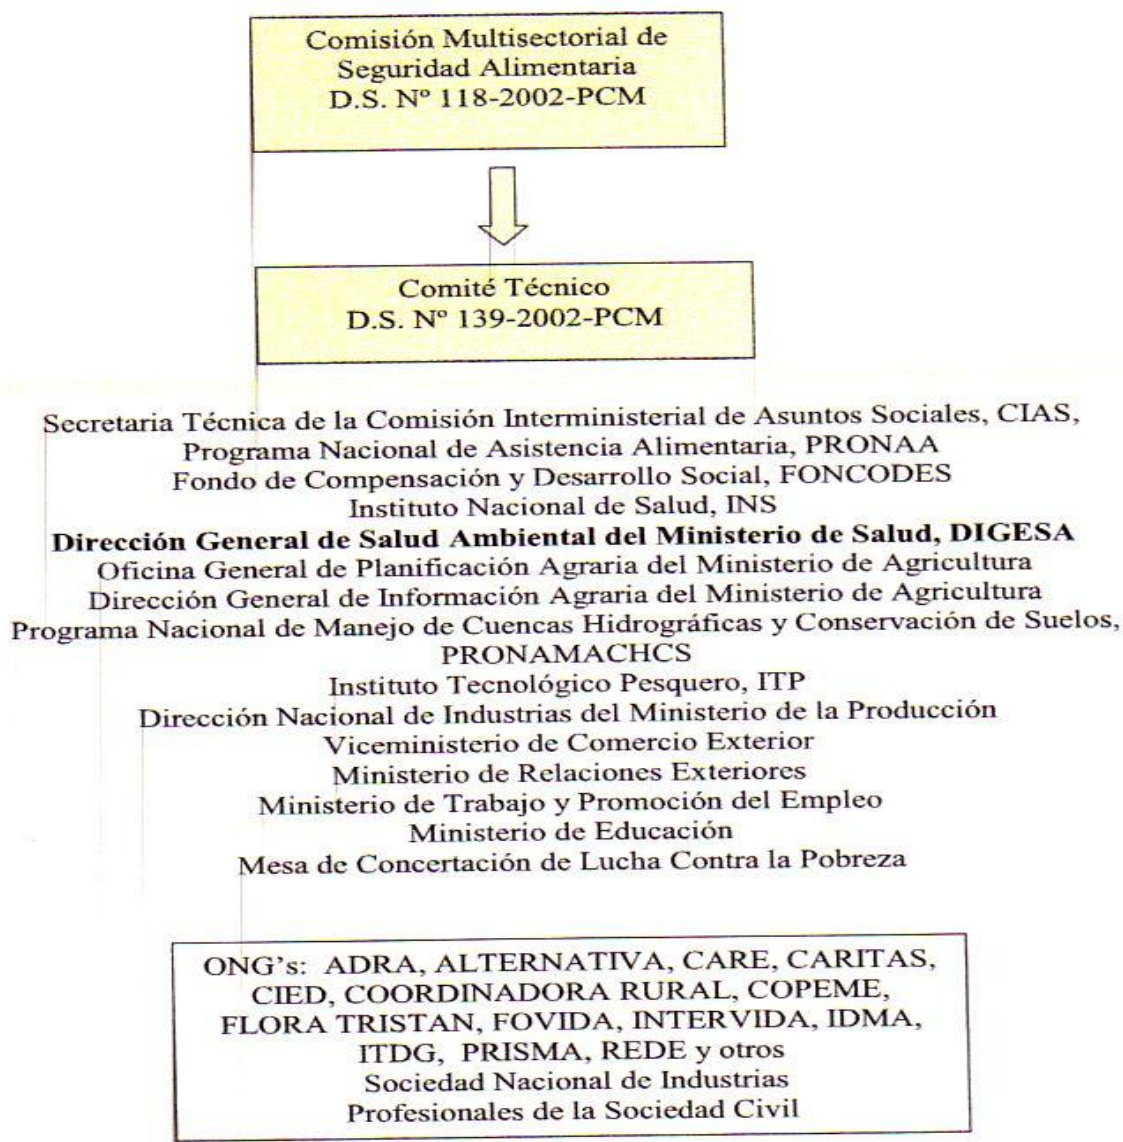 Comisión Multisectorial de
Seguridad Alimentaria
D.S. Nº 118-2002-PCM
Comité Técnico
D.S. Nº 139-2002-PCM
Secretaria Técnica de la Comisión Interministerial de Asuntos Sociales, CIAS,
Programa Nacional de Asistencia Alimentaria, PRONAA
Fondo de Compensación y Desarrollo Social, FONCODES
Instituto Nacional de Salud, INS
Dirección General de Salud Ambiental del Ministerio de Salud, DIGESA
Oficina General de Planificación Agraria del Ministerio de Agricultura
Dirección General de Información Agraria del Ministerio de Agricultura
Programa Nacional de Manejo de Cuencas Hidrográficas y Conservación de Suelos,
PRONAMACHCS
Instituto Tecnológico Pesquero, ITP
Dirección Nacional de Industrias del Ministerio de la Producción
Viceministerio de Comercio Exterior
Ministerio de Relaciones Exteriores
Ministerio de Trabajo y Promoción del Empleo
Ministerio de Educación
Mesa de Concertación de Lucha Contra la Pobreza
ONG's: ADRA, ALTERNATIVA, CARE, CARITAS,
CIED, COORDINADORA RURAL, COPEME,
FLORA TRISTAN, FOVIDA, INTERVIDA, IDMA,
ITDG, PRISMA, REDE y otros
Sociedad Nacional de Industrias
Profesionales de la Sociedad Civil